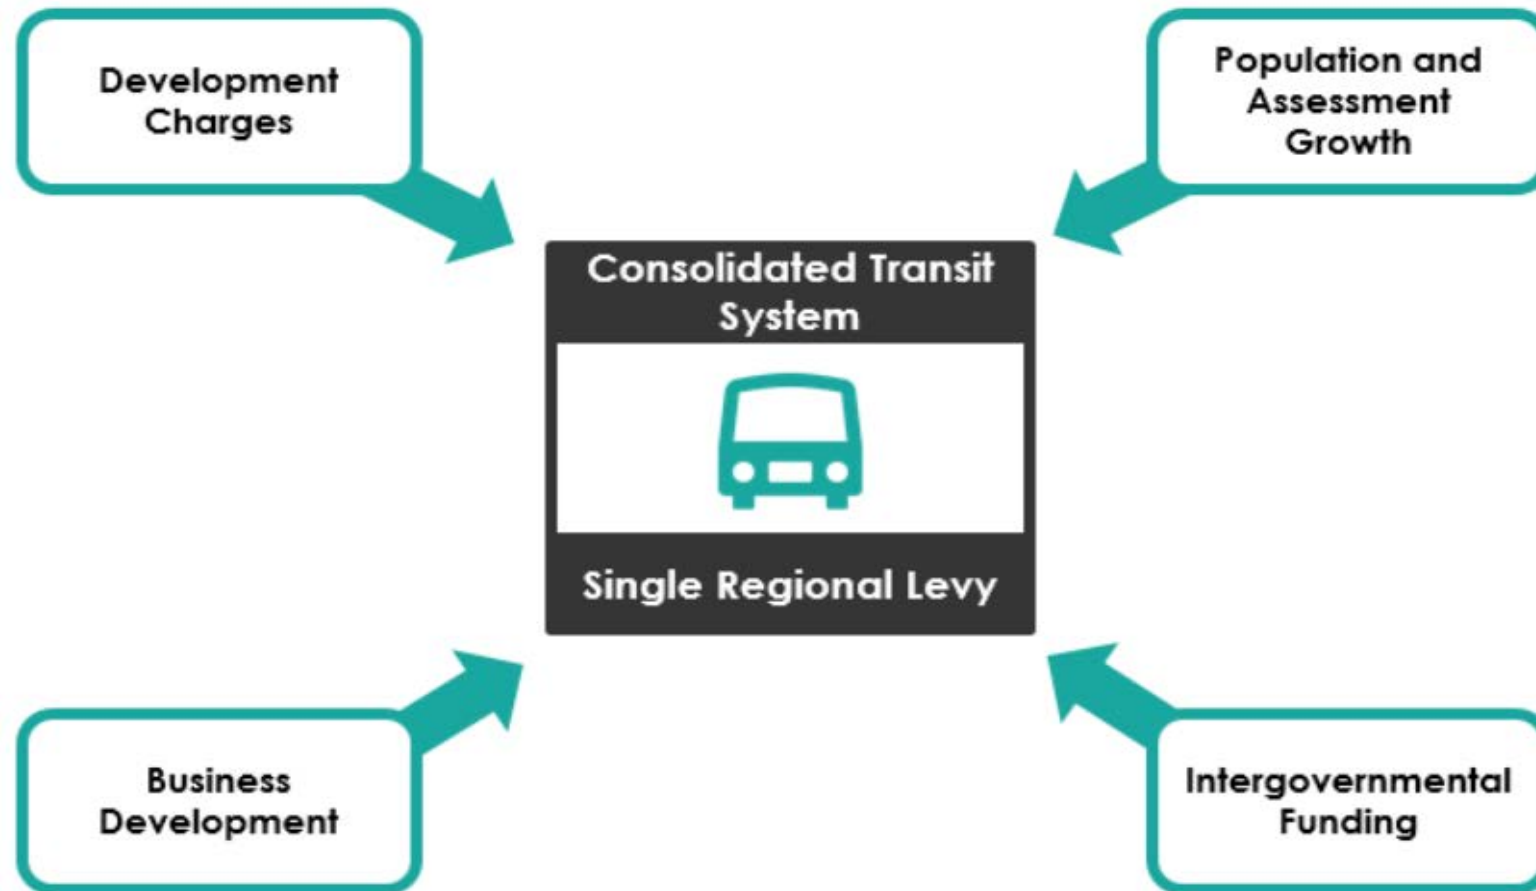 Development
Charges
Population and
Assessment
Growth
Consolidated Transit
System
Single Regional Levy
Business
Development
Intergovernmental
Funding